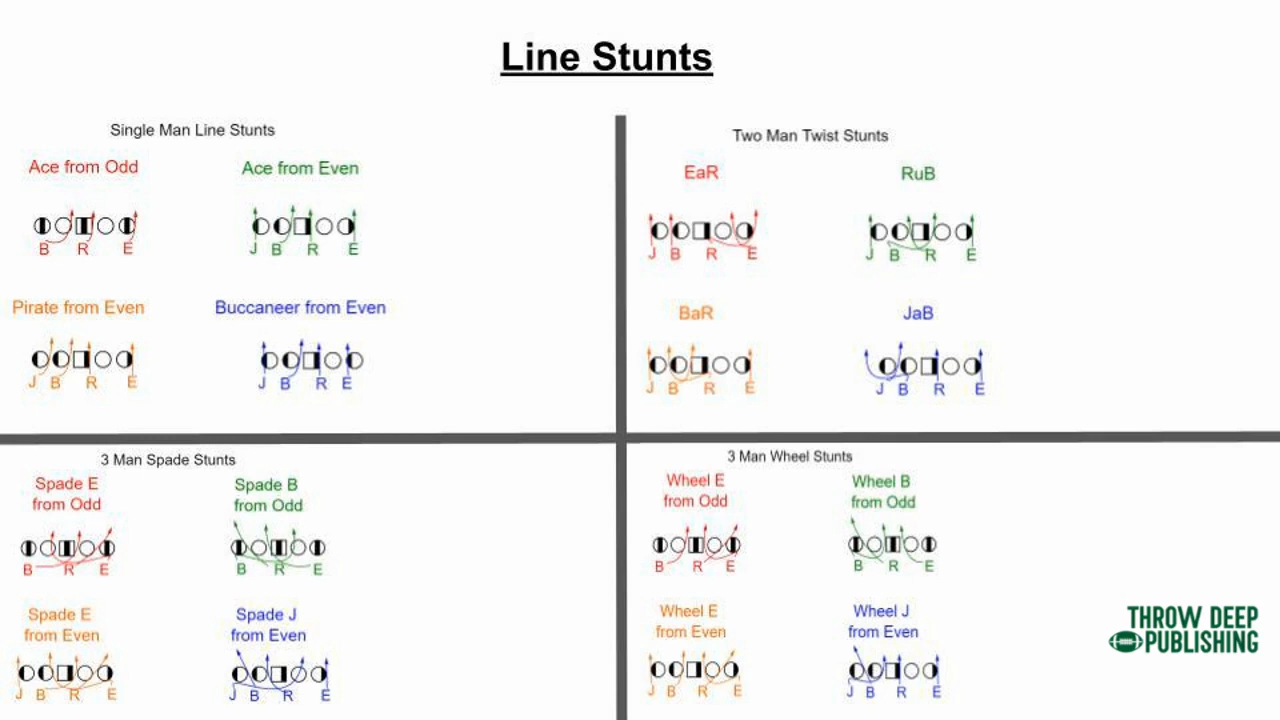 Line Stunts
Single Man Line Stunts
Ace from Odd
Ace from Even
B R E
J B R E
Pirate from Even
Buccaneer from Even
J B R E
J B R E
Two Man Twist Stunts
EaR
RuB
J B R E
J B R E
BaR
JaB
J B R E
J B R E
3 Man Spade Stunts
Spade E
from Odd
Spade B
from Odd
B R E
B R E
Spade E
from Even
Spade J
from Even
J B R E
J B R E
3 Man Wheel Stunts
Wheel E
from Odd
Wheel B
from Odd
B R E
B R E
Wheel E
from Even
Wheel J
from Even
J B R E
J B R E
THROW DEEP
PUBLISHING